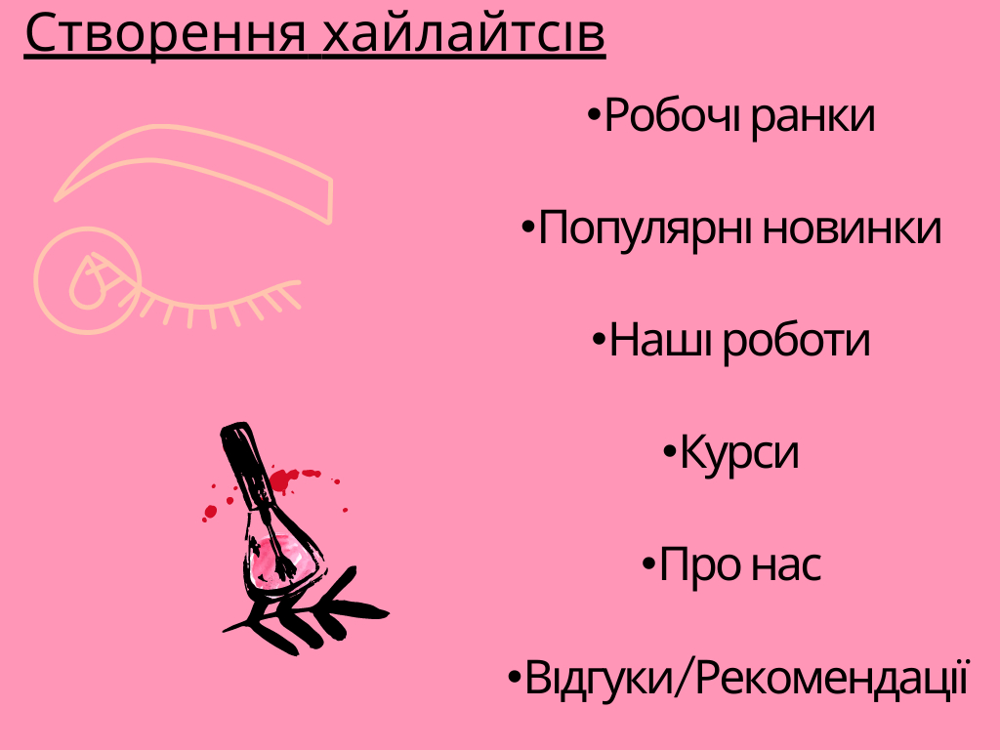 Створення хайлайтсів
•Робочі ранки
•Популярні новинки
•Наші роботи
•Курси
•Про нас
•Відгуки/Рекомендації